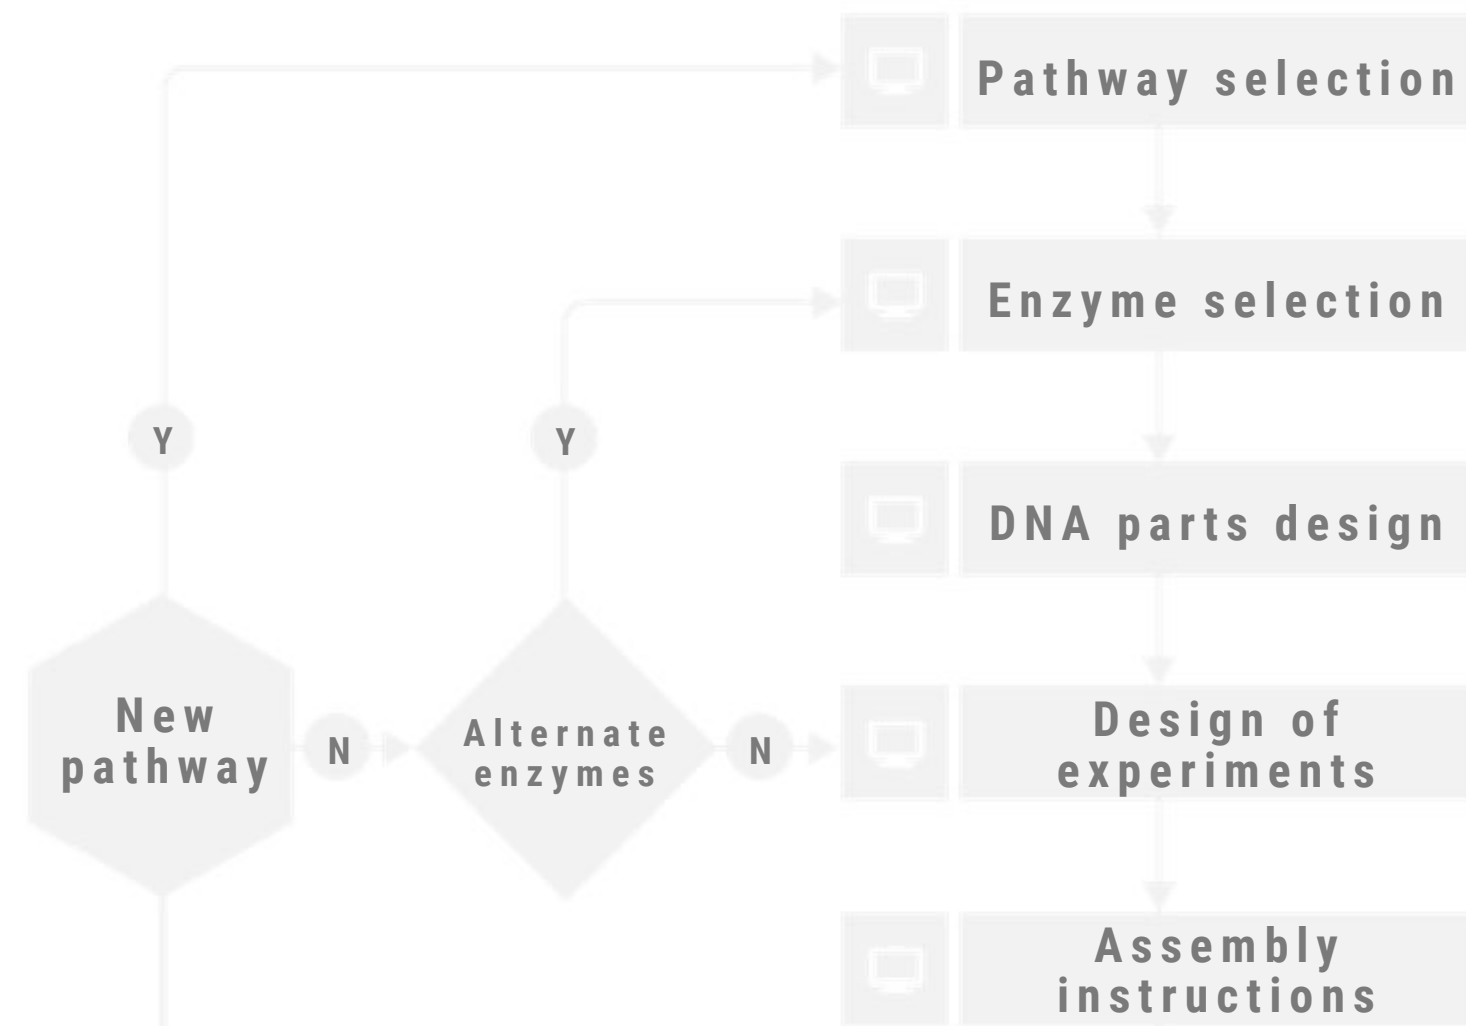 Pathway selection
Enzyme selection
Y
Y
DNA parts design
New
pathway
N
Alternate
enzymes
N
Design of
experiments
Assembly
instructions